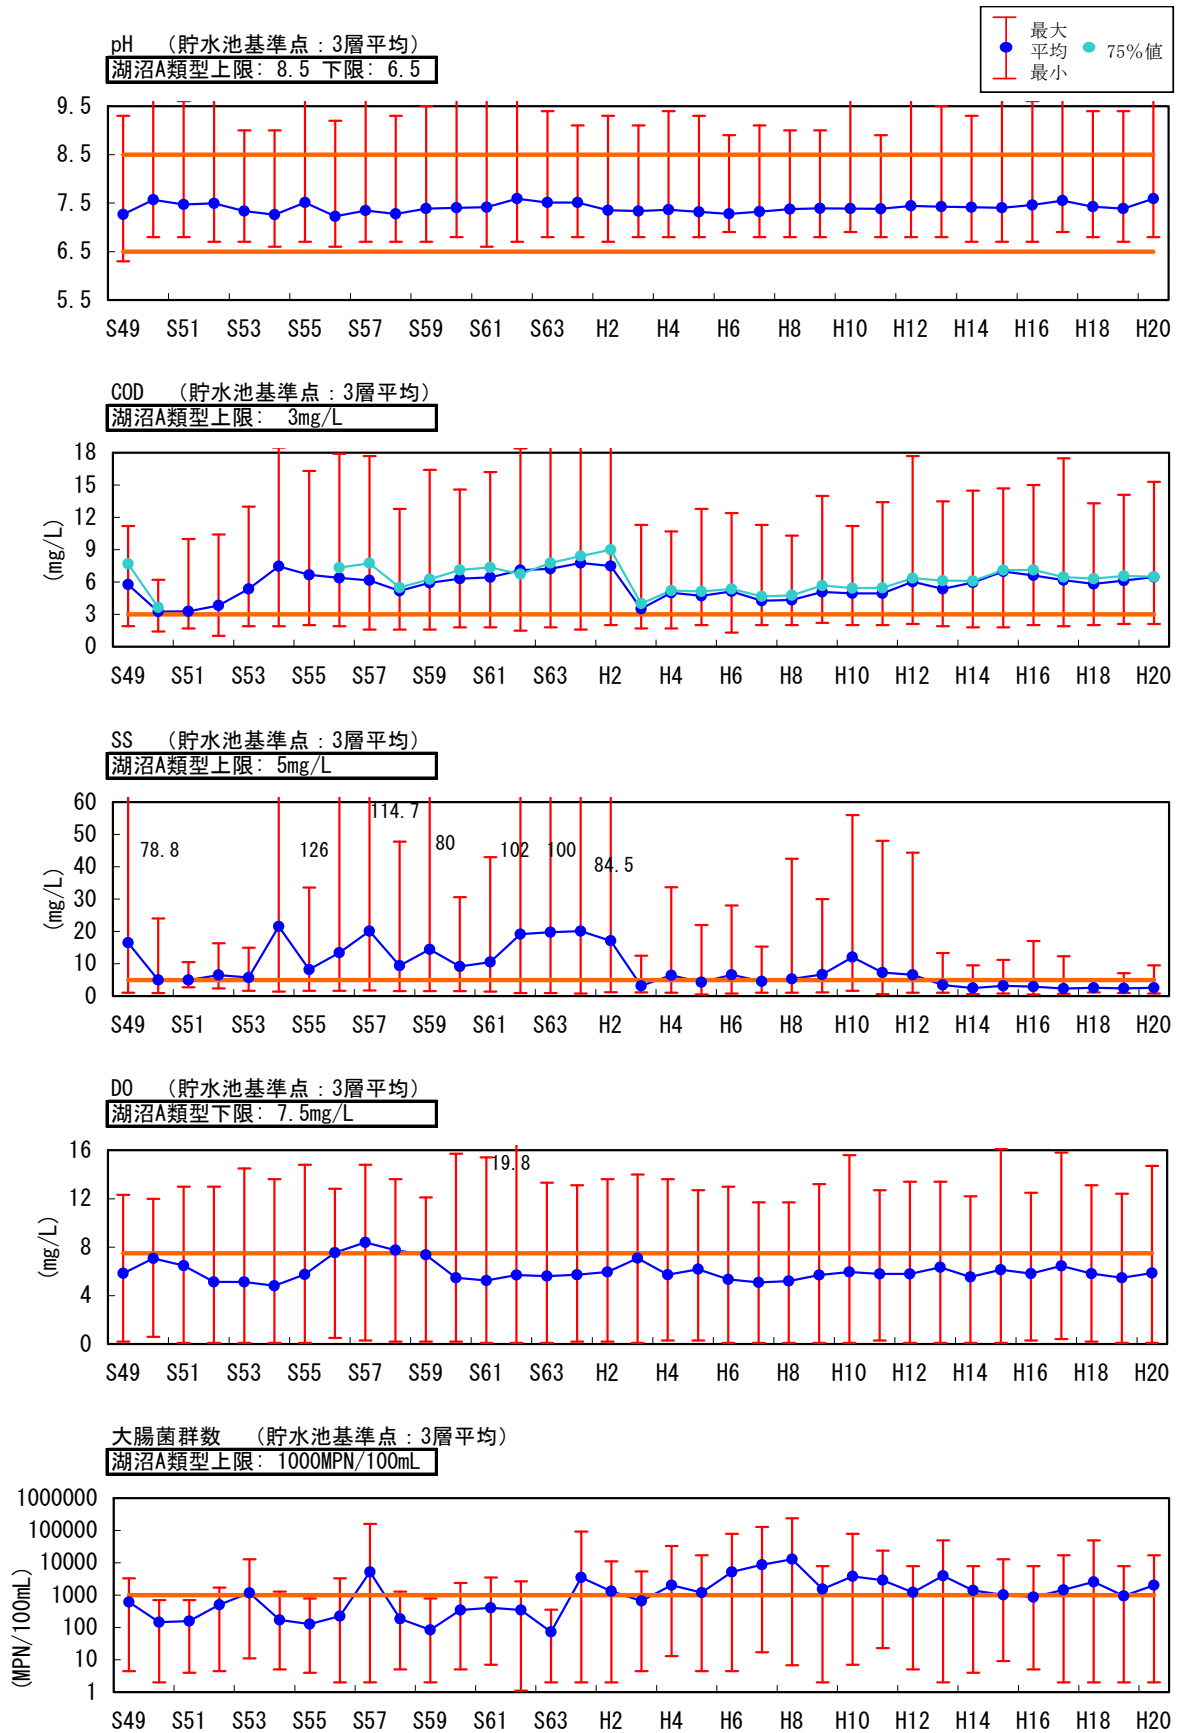 最大
平均
最小
75%値
pH （貯水池基準点：3層平均）
湖沼A類型上限: 8.5 下限: 6.5
9.5
8.5
7.5
6.5
5.5
S49 S51 S53 S55 S57 S59 S61 S63 H2 H4 H6 H8 H10 H12 H14 H16 H18 H20
COD （貯水池基準点：3層平均）
湖沼A類型上限: 3mg/L
(mg/L)
18
15
12
9
6
3
0
S49 S51 S53 S55 S57 S59 S61 S63 H2 H4 H6 H8 H10 H12 H14 H16 H18 H20
SS （貯水池基準点：3層平均）
湖沼A類型上限: 5mg/L
(mg/L)
60
50
40
30
20
10
0
78.8 126 114.7 80 102 100 84.5
S49 S51 S53 S55 S57 S59 S61 S63 H2 H4 H6 H8 H10 H12 H14 H16 H18 H20
DO （貯水池基準点：3層平均）
湖沼A類型下限: 7.5mg/L
(mg/L)
16
12
8
4
0
19.8
S49 S51 S53 S55 S57 S59 S61 S63 H2 H4 H6 H8 H10 H12 H14 H16 H18 H20
大腸菌群数 （貯水池基準点：3層平均）
湖沼A類型上限: 1000MPN/100mL
(MPN/100mL)
1000000
100000
10000
1000
100
10
1
S49 S51 S53 S55 S57 S59 S61 S63 H2 H4 H6 H8 H10 H12 H14 H16 H18 H20